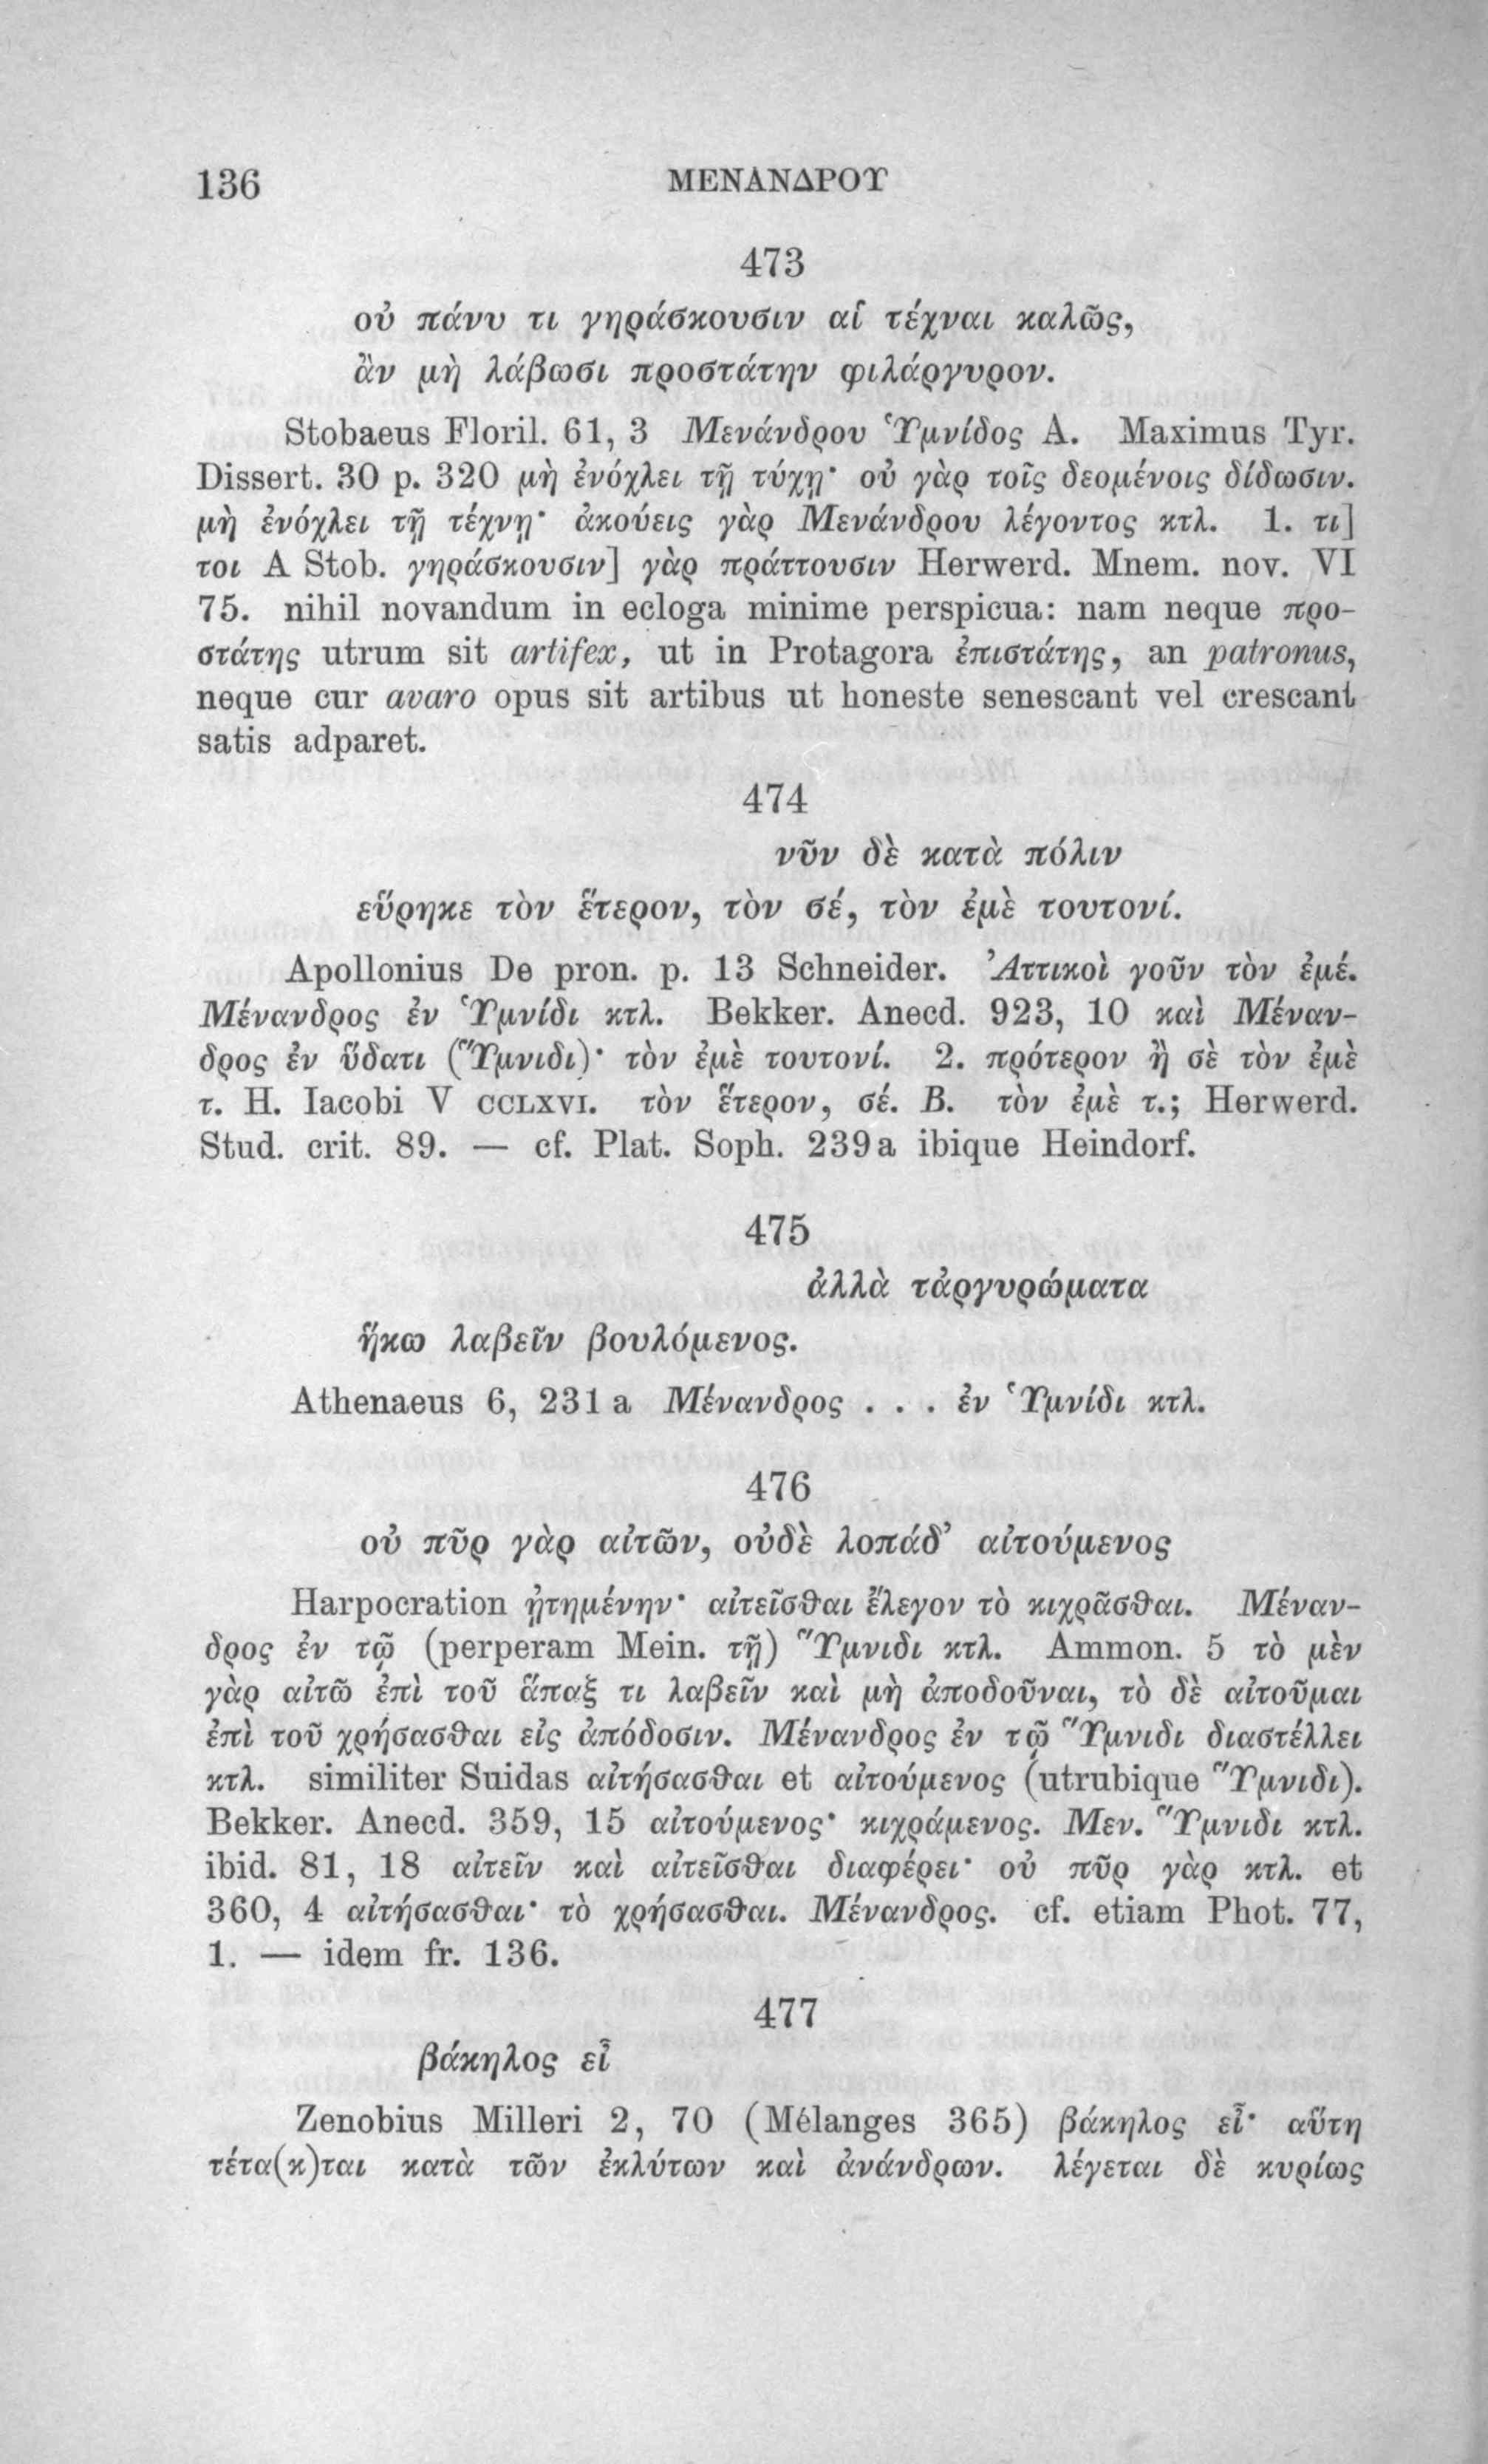 136
ΜΕΝΑΝΔΡΟΥ
473
οὐ πάνυ τι γηράσκουσιν αἱ τέχναι καλῶς,
ἂν μὴ λάβωσι προστάτην φιλάργυρον.
Stobaeus Floril. 61, 3 Μενάνδρου Ὑμνίδος A. Maximus Tyr.
Dissert. 30 p. 320 μὴ ἐνόχλει τῇ τύχῃ· οὐ γὰρ τοῖς δεομένοις δίδωσιν.
μὴ ἐνόχλει τῇ τέχνῃ· ἀκούεις γὰρ Μενάνδρου λέγοντος κτλ. 1. τι]
τοι A Stob. γηράσκουσιν] γὰρ πράττουσιν Herwerd. Mnem. nov. VI
75. nihil novandum in ecloga minime perspicua: nam neque προ-
στάτης utrum sit artifex, ut in Protagora ἐπιστάτης, an patronus,
neque cur avaro opus sit artibus ut honeste senescant vel crescant
satis adparet.
474
νῦν δὲ κατὰ πόλιν
εὕρηκε τὸν ἕτερον, τὸν σέ, τὸν ἐμὲ τουτονί.
Apollonius De pron. p. 13 Schneider. Ἀττικοὶ γοῦν τὸν ἐμέ.
Μένανδρος ἐν Ὑμνίδι κτλ. Bekker. Anecd. 923, 10 καὶ Μέναν-
δρος ἐν ὕδατι (Ὕμνιδι)· τὸν ἐμὲ τουτονί. 2. πρότερον ἢ σὲ τὸν ἐμὲ
τ. H. Iacobi V CCLXVI. τὸν ἕτερον, σέ. B. τὸν ἐμὲ τ.; Herwerd.
Stud. crit. 89. — cf. Plat. Soph. 239a ibique Heindorf.
475
ἀλλὰ τἀργυρώματα
ἥκω λαβεῖν βουλόμενος.
Athenaeus 6, 231a Μένανδρος . . . ἐν Ὑμνίδι κτλ.
476
οὐ πῦρ γὰρ αἰτῶν, οὐδὲ λοπάδ’ αἰτούμενος
Harpocration ᾐτημένην· αἰτεῖσθαι ἔλεγον τὸ κιχρᾶσθαι. Μέναν-
δρος ἐν τῷ (perperam Mein. τῇ) Ὕμνιδι κτλ. Ammon. 5 τὸ μὲν
γὰρ αἰτῶ ἐπὶ τοῦ ἅπαξ τι λαβεῖν καὶ μὴ ἀποδοῦναι, τὸ δὲ αἰτοῦμαι
ἐπὶ τοῦ χρήσασθαι εἰς ἀπόδοσιν. Μένανδρος ἐν τῷ Ὕμνιδι διαστέλλει
κτλ. similiter Suidas αἰτήσασθαι et αἰτούμενος (utrubique Ὕμνιδι).
Bekker. Anecd. 359, 15 αἰτούμενος· κιχράμενος. Μεν. Ὕμνιδι κτλ.
ibid. 81, 18 αἰτεῖν καὶ αἰτεῖσθαι διαφέρει· οὐ πῦρ γὰρ κτλ. et
360, 4 αἰτήσασθαι· τὸ χρήσασθαι. Μένανδρος. cf. etiam Phot. 77,
1. — idem fr. 136.
477
βάκηλος εἶ
Zenobius Milleri 2, 70 (Mélanges 365) βάκηλος εἶ· αὕτη
τέτα(κ)ται κατὰ τῶν ἐκλύτων καὶ ἀνάνδρων. λέγεται δὲ κυρίως